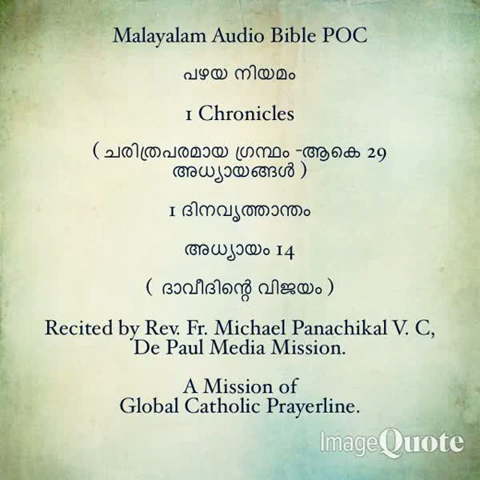 Malayalam Audio Bible POC
പഴയ നിയമം
1 Chronicles
( ചരിത്രപരമായ ഗ്രന്ഥം -ആകെ 29
അധ്യായങ്ങൾ )
1 ദിനവൃത്താന്തം
അധ്യായം 14
( ദാവീദിന്റെ വിജയം )
Recited by Rev. Fr. Michael Panachikal V. C,
De Paul Media Mission.
A Mission of
Global Catholic Prayerline.
ImageQuote